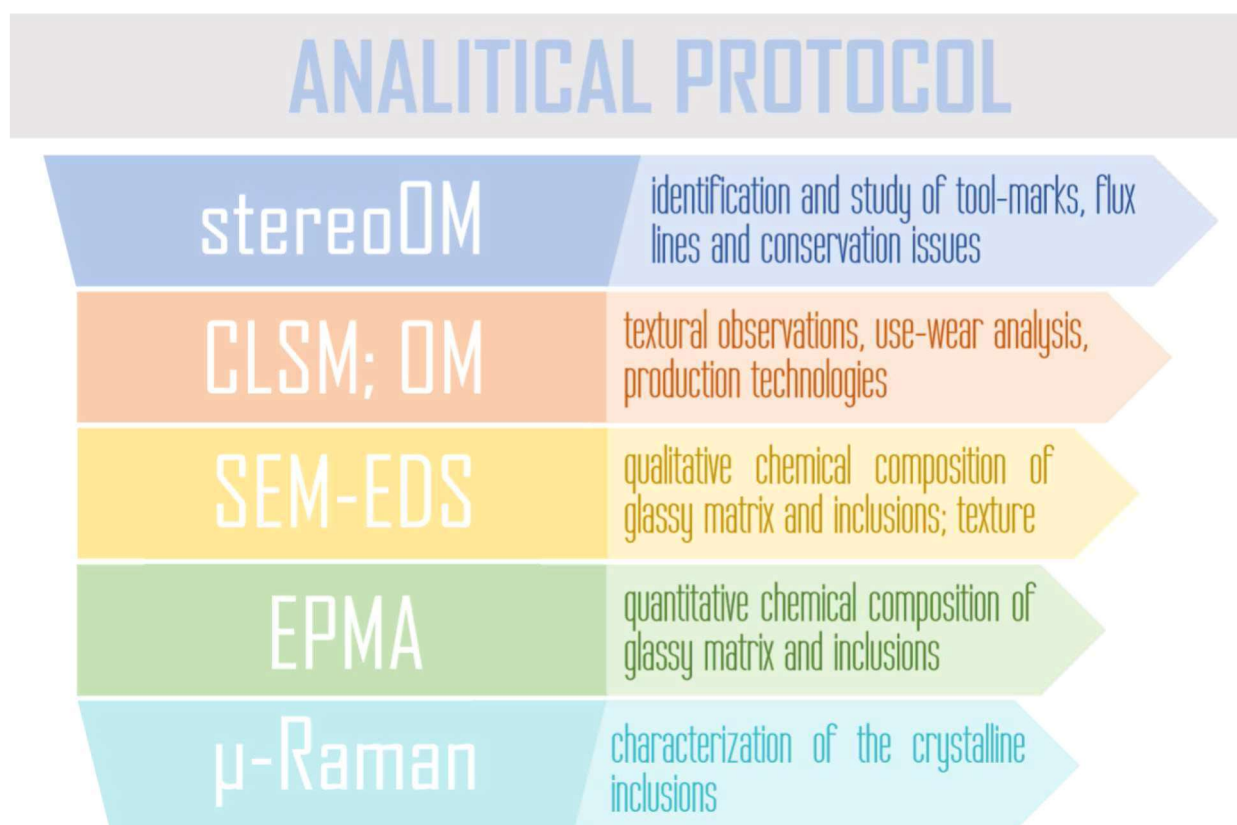 ANALITICAL PROTOCOL
stereoOM
identification and study of tool-marks, flux
lines and conservation issues
CLSM; OM
textural observations, use-wear analysis,
production technologies
SEM-EDS
qualitative chemical composition of
glassy matrix and inclusions; texture
EPMA
quantitative chemical composition of
glassy matrix and inclusions
μ-Raman
characterization of the crystalline
inclusions